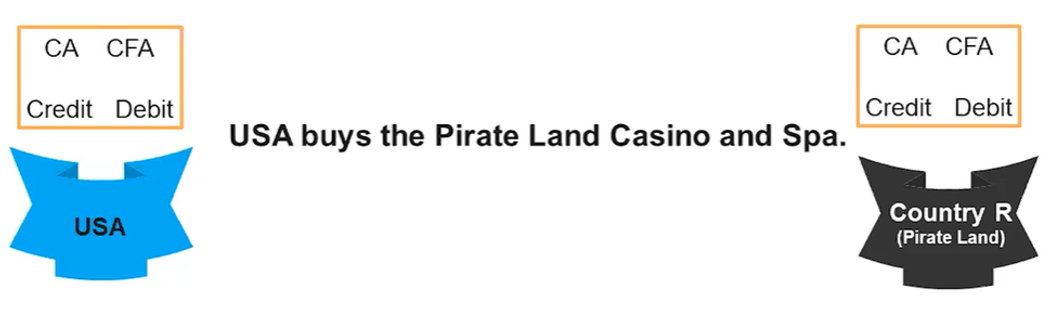 CA CFA
Credit Debit
USA
USA buys the Pirate Land Casino and Spa.
CA CFA
Credit Debit
Country R
(Pirate Land)